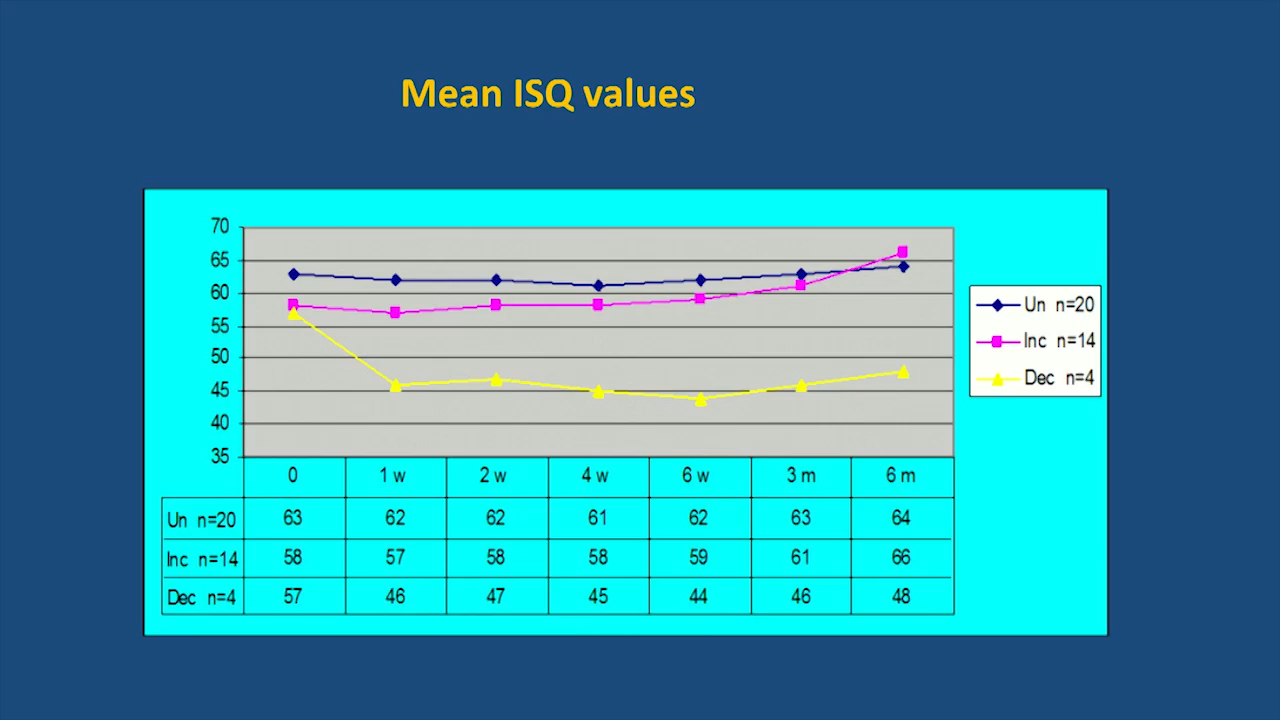 Mean ISQ values
70
65
60
55
50
45
40
35
Un n=20
Inc n=14
Dec n=4
0 1 w 2 w 4 w 6 w 3 m 6 m
Un n=20 63 62 62 61 62 63 64
Inc n=14 58 57 58 58 59 61 66
Dec n=4 57 46 47 45 44 46 48